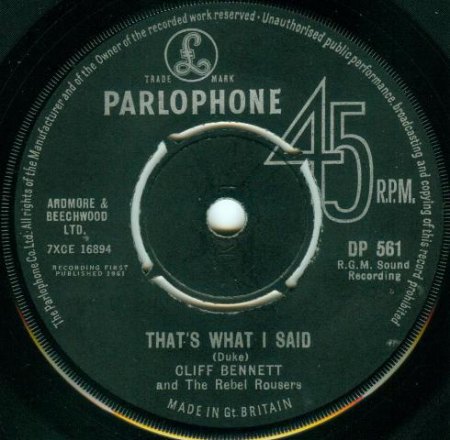 The Parlophone Co. Ltd. All rights of the Manufacturer and of the Owner of the recorded work reserved · Unauthorised public performance, broadcasting and copying of this record prohibited
£
TRADE MARK
PARLOPHONE
45
R.P.M.
ARDMORE &
BEECHWOOD
LTD.
7XCE 16894
RECORDING FIRST
PUBLISHED 1961
DP 561
R.G.M. Sound
Recording
THAT'S WHAT I SAID
(Duke)
CLIFF BENNETT
and The Rebel Rousers
MADE IN Gt. BRITAIN